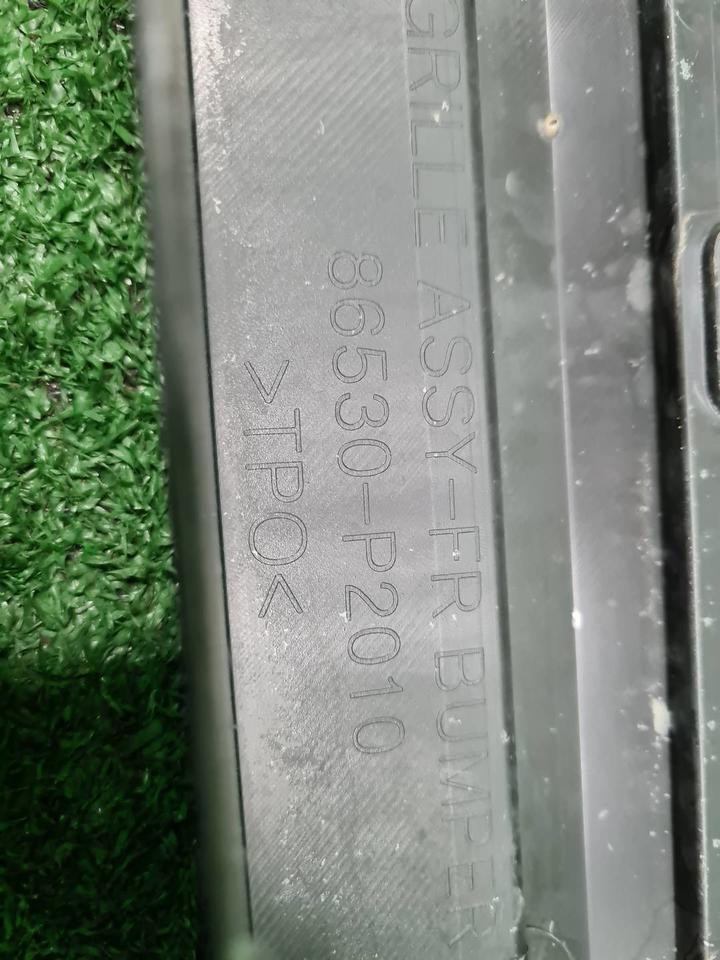 GRILLE ASSY-FR BUMPER
86530-P2010
>TPO<